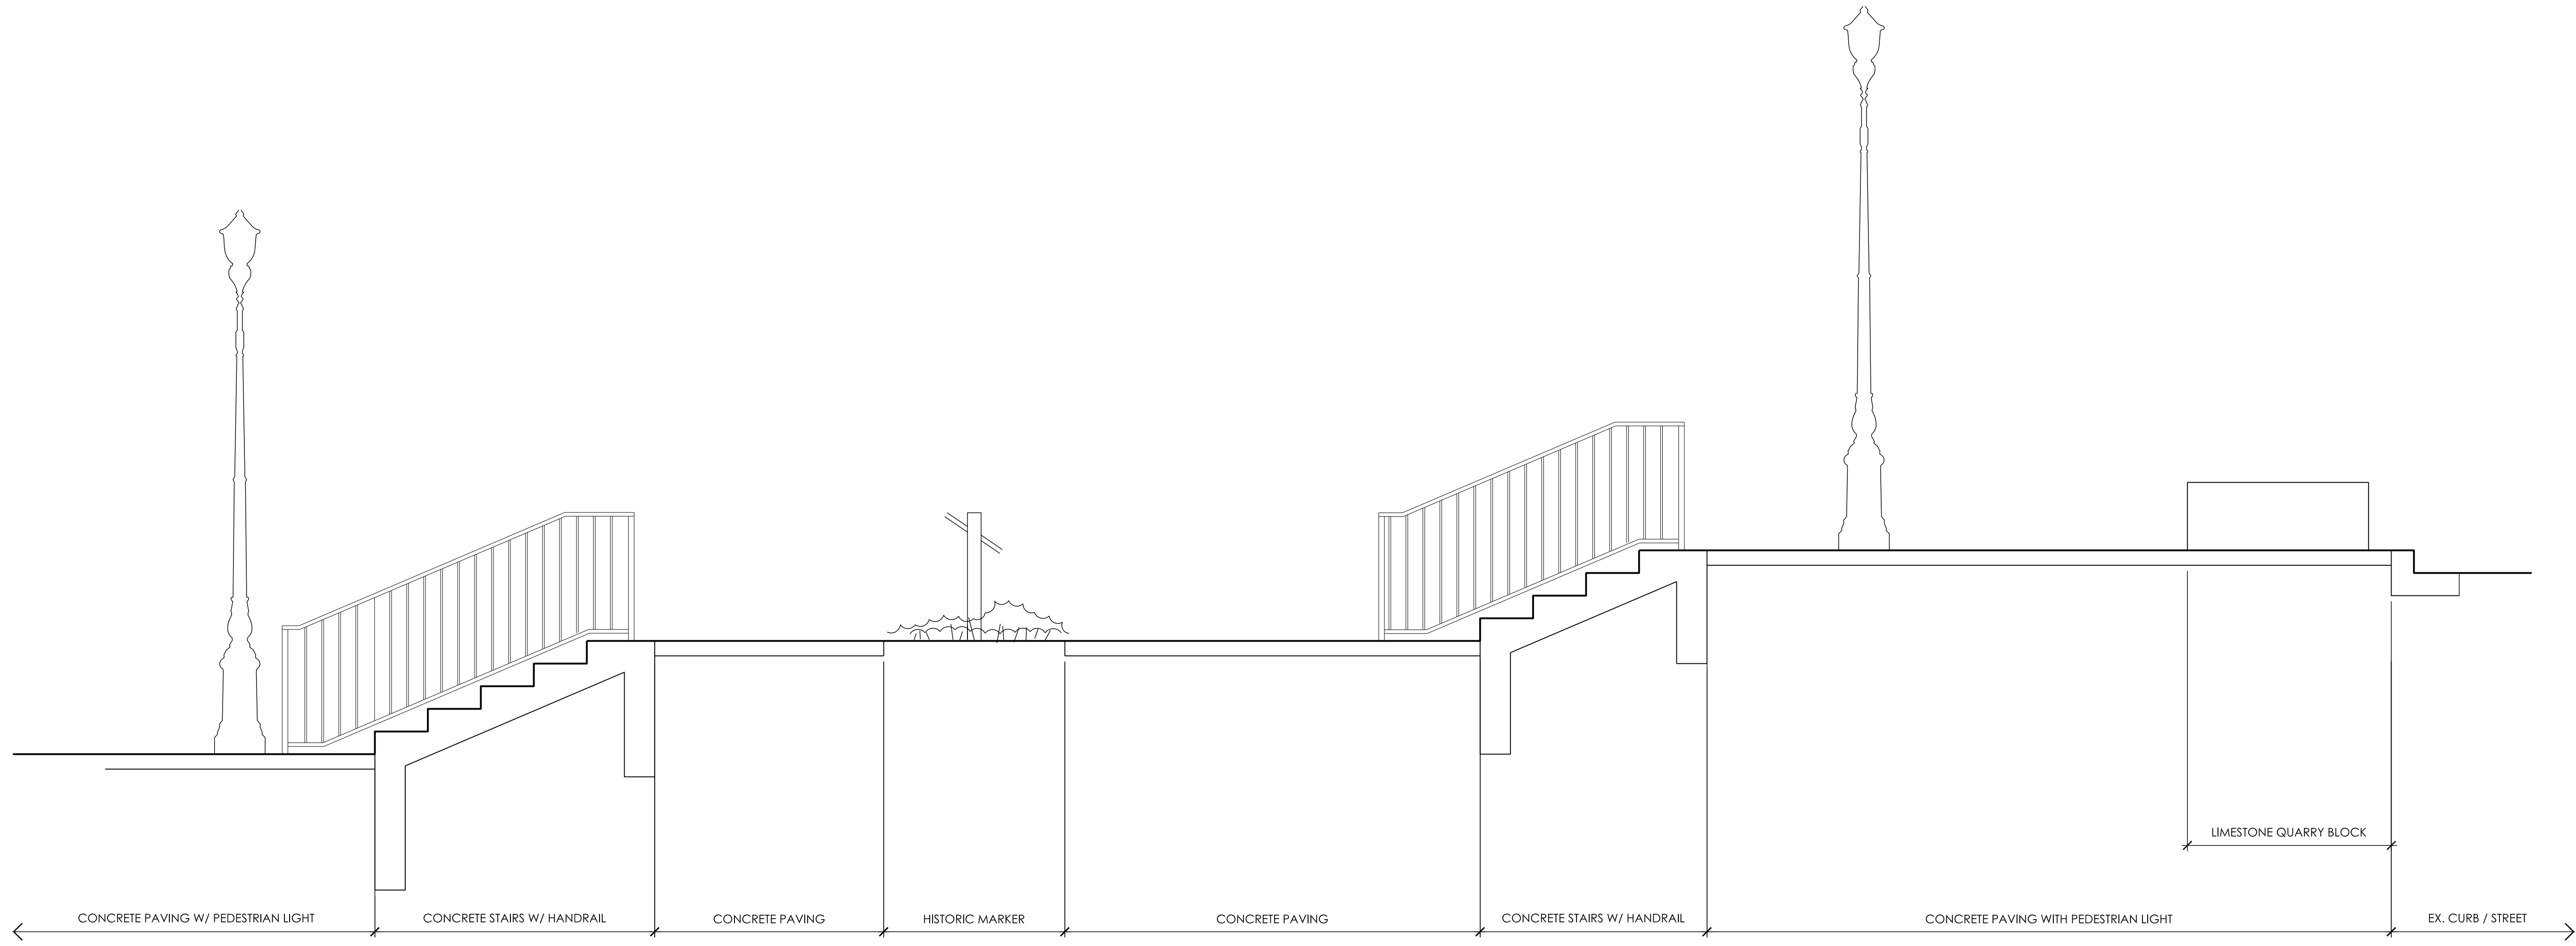 LIMESTONE QUARRY BLOCK
CONCRETE PAVING W/ PEDESTRIAN LIGHT
CONCRETE STAIRS W/ HANDRAIL
CONCRETE PAVING
HISTORIC MARKER
CONCRETE PAVING
CONCRETE STAIRS W/ HANDRAIL
CONCRETE PAVING WITH PEDESTRIAN LIGHT
EX. CURB / STREET